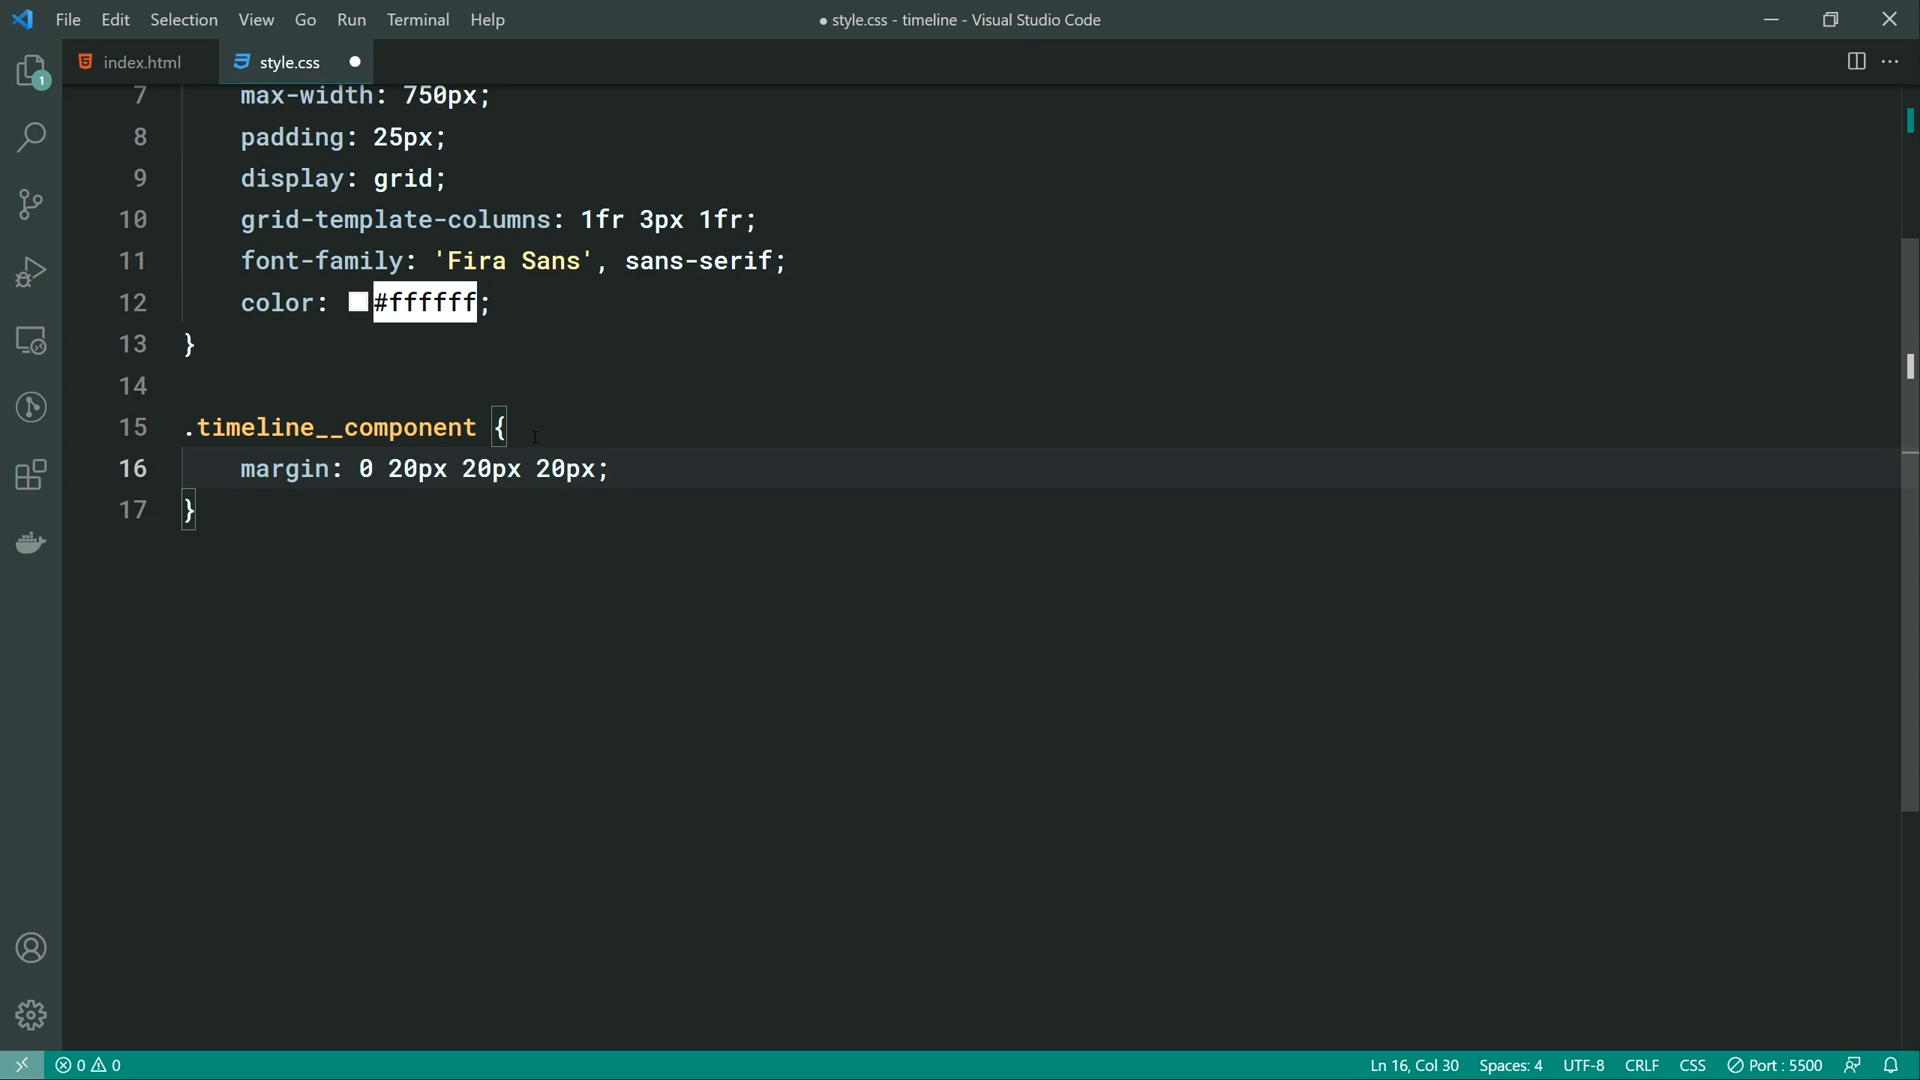 File Edit Selection View Go Run Terminal Help
● style.css - timeline - Visual Studio Code
index.html
style.css
1
7 max-width: 750px;
8 padding: 25px;
9 display: grid;
10 grid-template-columns: 1fr 3px 1fr;
11 font-family: 'Fira Sans', sans-serif;
12 color: #ffffff;
13 }
14
15 .timeline__component {
16 margin: 0 20px 20px 20px;
17 }
0 0
Ln 16, Col 30 Spaces: 4 UTF-8 CRLF CSS Port : 5500